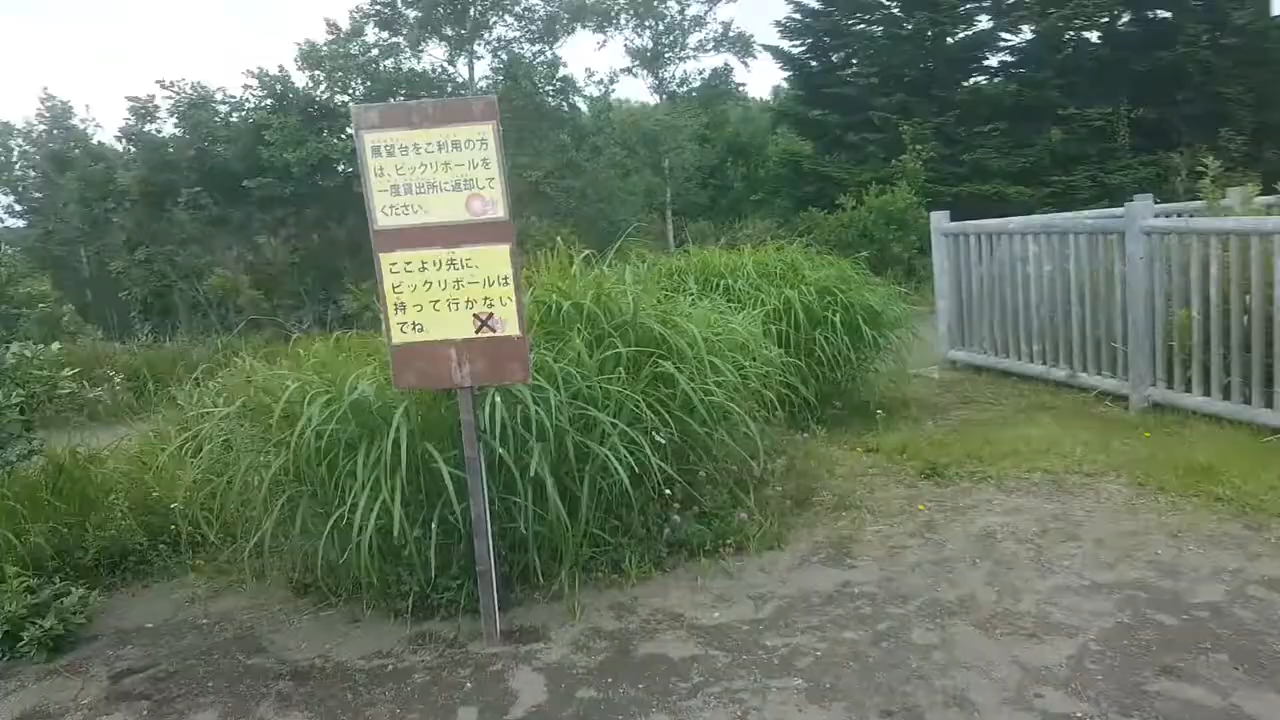 展望台をご利用の方
は、ビックリボールを
一度貸出所に返却して
ください。
ここより先に、
ビックリボールは
持って行かない
でね